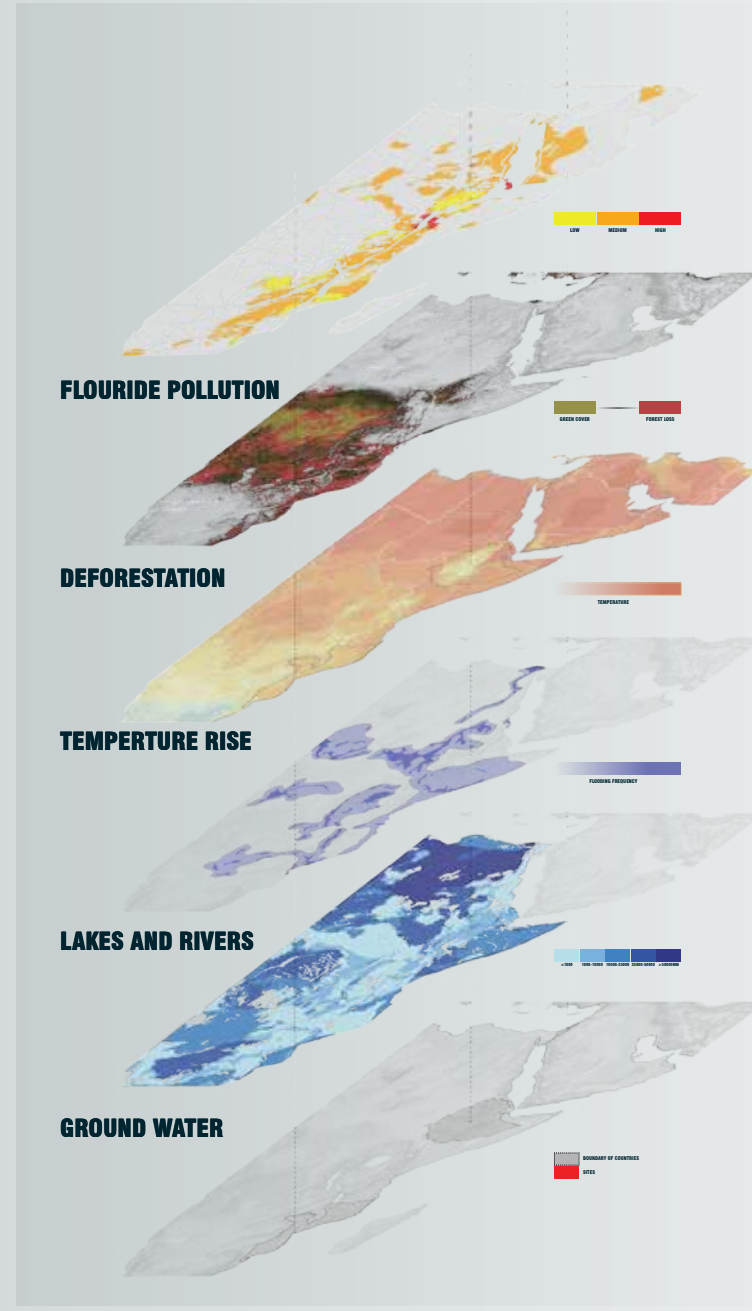 LOW MEDIUM HIGH
FLOURIDE POLLUTION
GREEN COVER FOREST LOSS
DEFORESTATION
TEMPERATURE
TEMPERTURE RISE
FLOODING FREQUENCY
LAKES AND RIVERS
GROUND WATER
BOUNDARY OF COUNTRIES
SITES